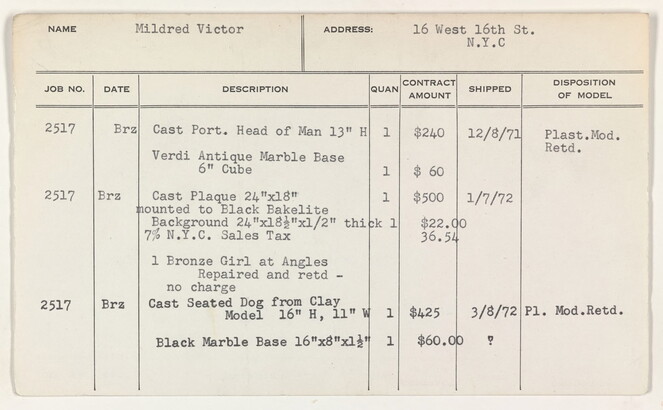 NAME Mildred Victor ADDRESS: 16 West 16th St.
N.Y.C
JOB NO. DATE DESCRIPTION QUAN CONTRACT AMOUNT SHIPPED DISPOSITION OF MODEL
2517 Brz Cast Port. Head of Man 13" H 1 $240 12/8/71 Plast.Mod.
Retd.
Verdi Antique Marble Base
6" Cube 1 $ 60
2517 Brz Cast Plaque 24"x18" 1 $500 1/7/72
mounted to Black Bakelite
Background 24"x18½"x1/2" thick 1 $22.00
7% N.Y.C. Sales Tax 36.54
1 Bronze Girl at Angles
Repaired and retd -
no charge
2517 Brz Cast Seated Dog from Clay
Model 16" H, 11" W 1 $425 3/8/72 Pl. Mod.Retd.
Black Marble Base 16"x8"x1½" 1 $60.00 ?